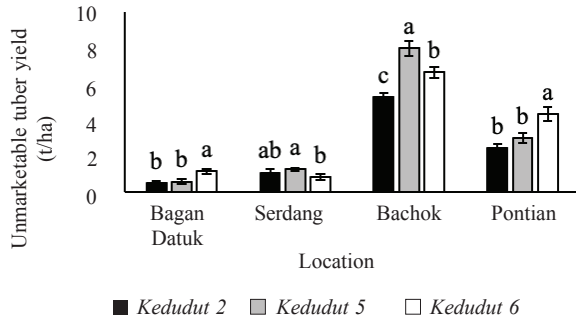 Unmarketable tuber yield
(t/ha)
10
8
6
4
2
0
b b a
ab a b
c a b
b b a
Bagan Datuk
Serdang
Bachok
Pontian
Location
Kedudut 2 Kedudut 5 Kedudut 6